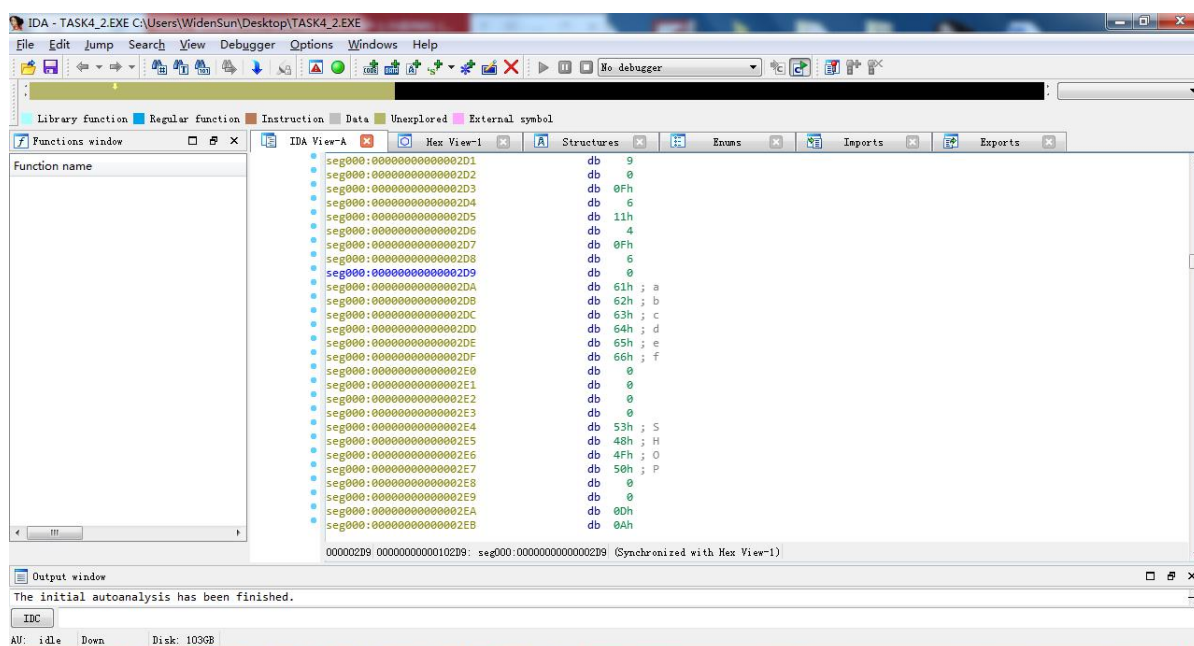 IDA - TASK4_2.EXE C:\Users\WidenSun\Desktop\TASK4_2.EXE
File Edit Jump Search View Debugger Options Windows Help
No debugger
Library function Regular function Instruction Data Unexplored External symbol
Functions window IDA View-A Hex View-1 Structures Enums Imports Exports
Function name
seg000:00000000000002D1 db 9
seg000:00000000000002D2 db 0
seg000:00000000000002D3 db 0Fh
seg000:00000000000002D4 db 6
seg000:00000000000002D5 db 11h
seg000:00000000000002D6 db 4
seg000:00000000000002D7 db 0Fh
seg000:00000000000002D8 db 6
seg000:00000000000002D9 db 0
seg000:00000000000002DA db 61h ; a
seg000:00000000000002DB db 62h ; b
seg000:00000000000002DC db 63h ; c
seg000:00000000000002DD db 64h ; d
seg000:00000000000002DE db 65h ; e
seg000:00000000000002DF db 66h ; f
seg000:00000000000002E0 db 0
seg000:00000000000002E1 db 0
seg000:00000000000002E2 db 0
seg000:00000000000002E3 db 0
seg000:00000000000002E4 db 53h ; S
seg000:00000000000002E5 db 48h ; H
seg000:00000000000002E6 db 4Fh ; O
seg000:00000000000002E7 db 50h ; P
seg000:00000000000002E8 db 0
seg000:00000000000002E9 db 0
seg000:00000000000002EA db 0Dh
seg000:00000000000002EB db 0Ah
000002D9 00000000000102D9: seg000:00000000000002D9 (Synchronized with Hex View-1)
Output window
The initial autoanalysis has been finished.
IDC
AU: idle Down Disk: 103GB